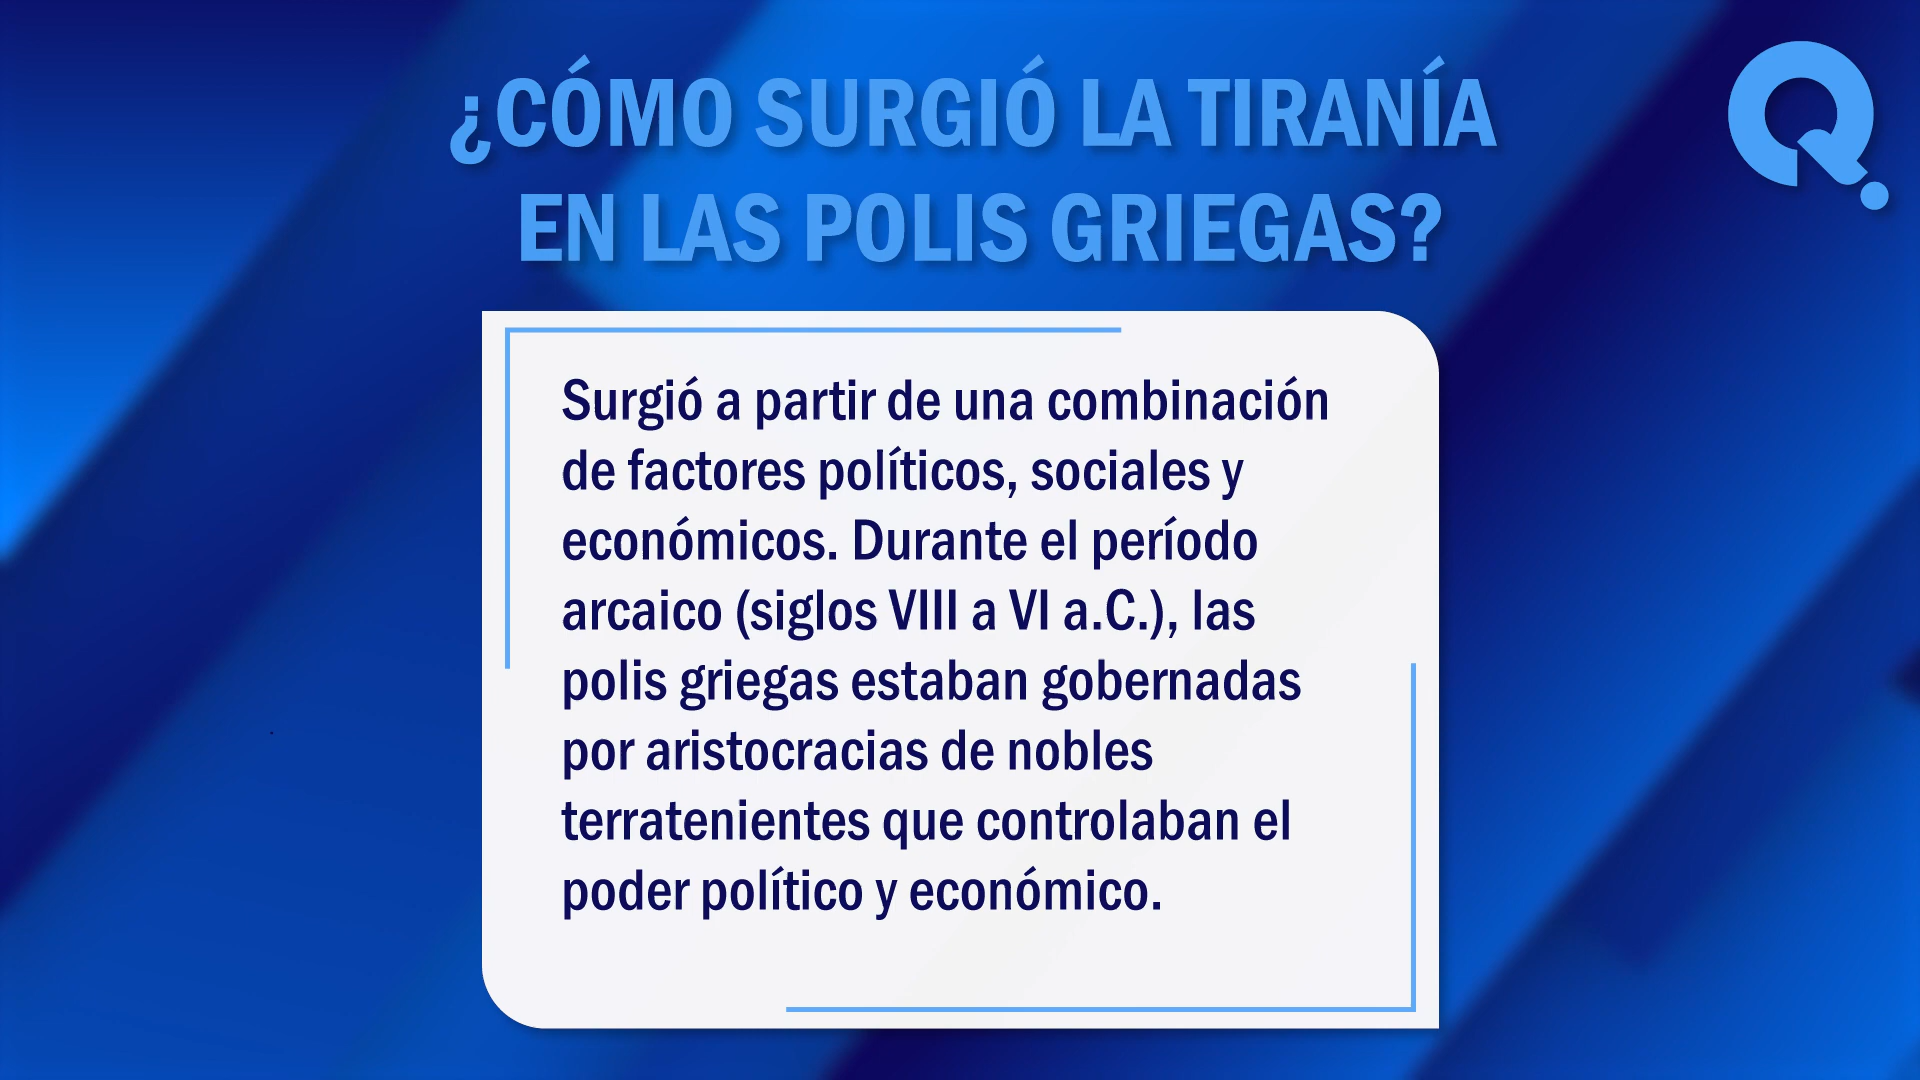 ¿CÓMO SURGIÓ LA TIRANÍA
EN LAS POLIS GRIEGAS?
Q.
Surgió a partir de una combinación
de factores políticos, sociales y
económicos. Durante el período
arcaico (siglos VIII a VI a.C.), las
polis griegas estaban gobernadas
por aristocracias de nobles
terratenientes que controlaban el
poder político y económico.